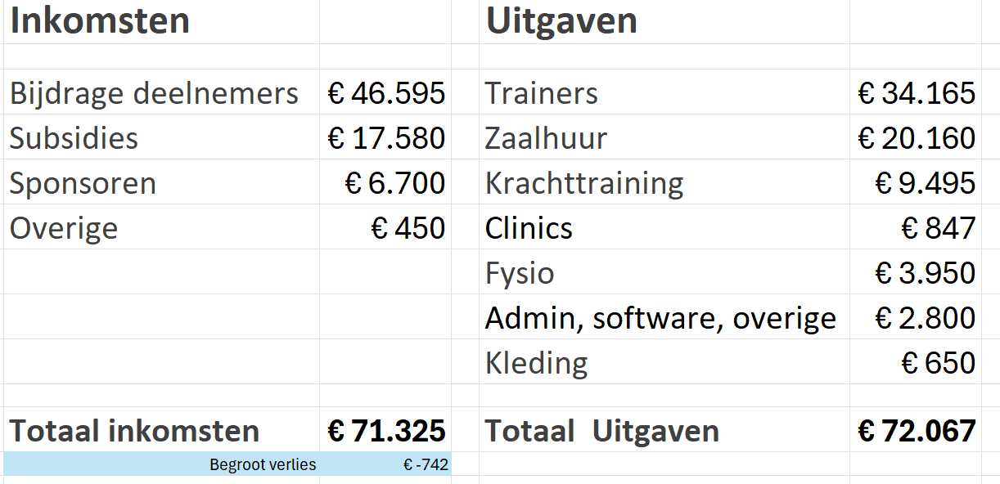 Inkomsten Uitgaven
Bijdrage deelnemers € 46.595 Trainers € 34.165
Subsidies € 17.580 Zaalhuur € 20.160
Sponsoren € 6.700 Krachttraining € 9.495
Overige € 450 Clinics € 847
Fysio € 3.950
Admin, software, overige € 2.800
Kleding € 650
Totaal inkomsten € 71.325 Totaal Uitgaven € 72.067
Begroot verlies € -742